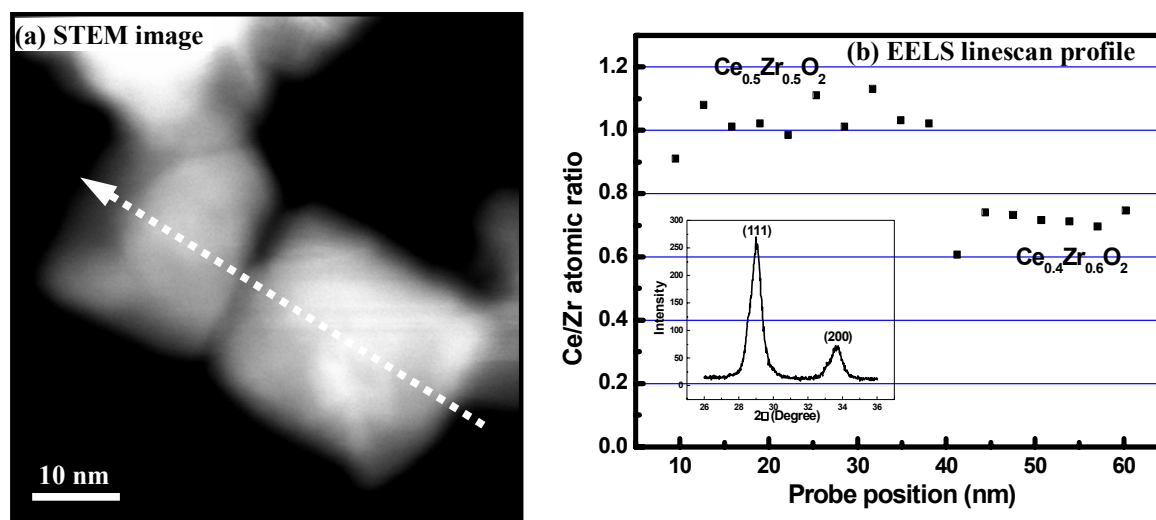 (a) STEM image
10 nm
(b) EELS linescan profile
Ce0.5Zr0.5O2
Ce0.4Zr0.6O2
Ce/Zr atomic ratio
1.2
1.0
0.8
0.6
0.4
0.2
0.0
10 20 30 40 50 60
Probe position (nm)
Intensity
300
250
200
150
100
50
0
(111)
(200)
26 28 30 32 34 36
2□ (Degree)